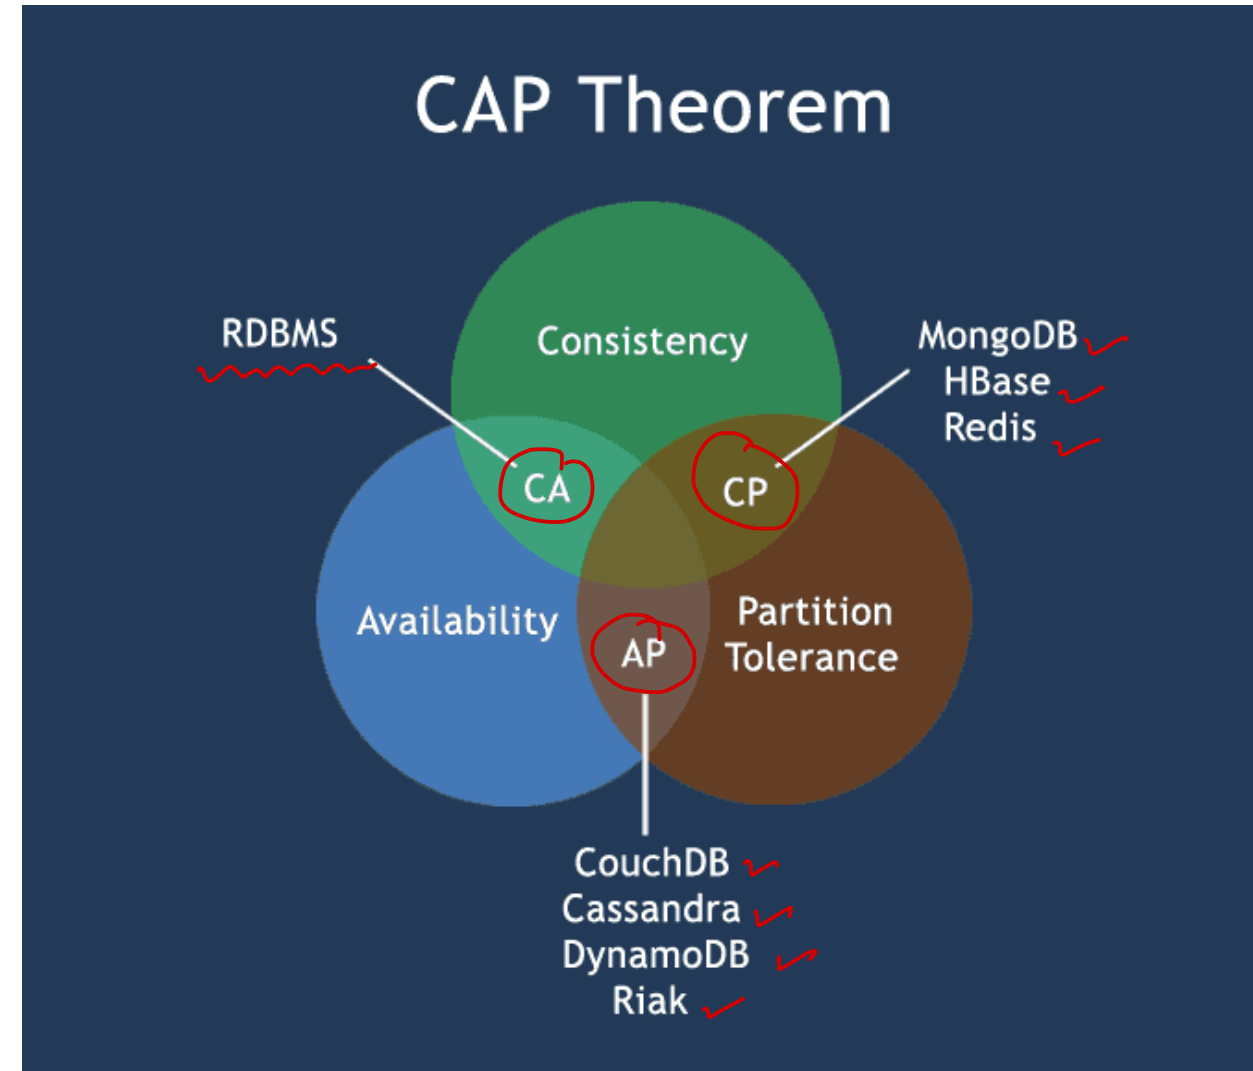 CAP Theorem
RDBMS
Consistency
MongoDB
HBase
Redis
CA
CP
Availability
Partition
Tolerance
AP
CouchDB
Cassandra
DynamoDB
Riak